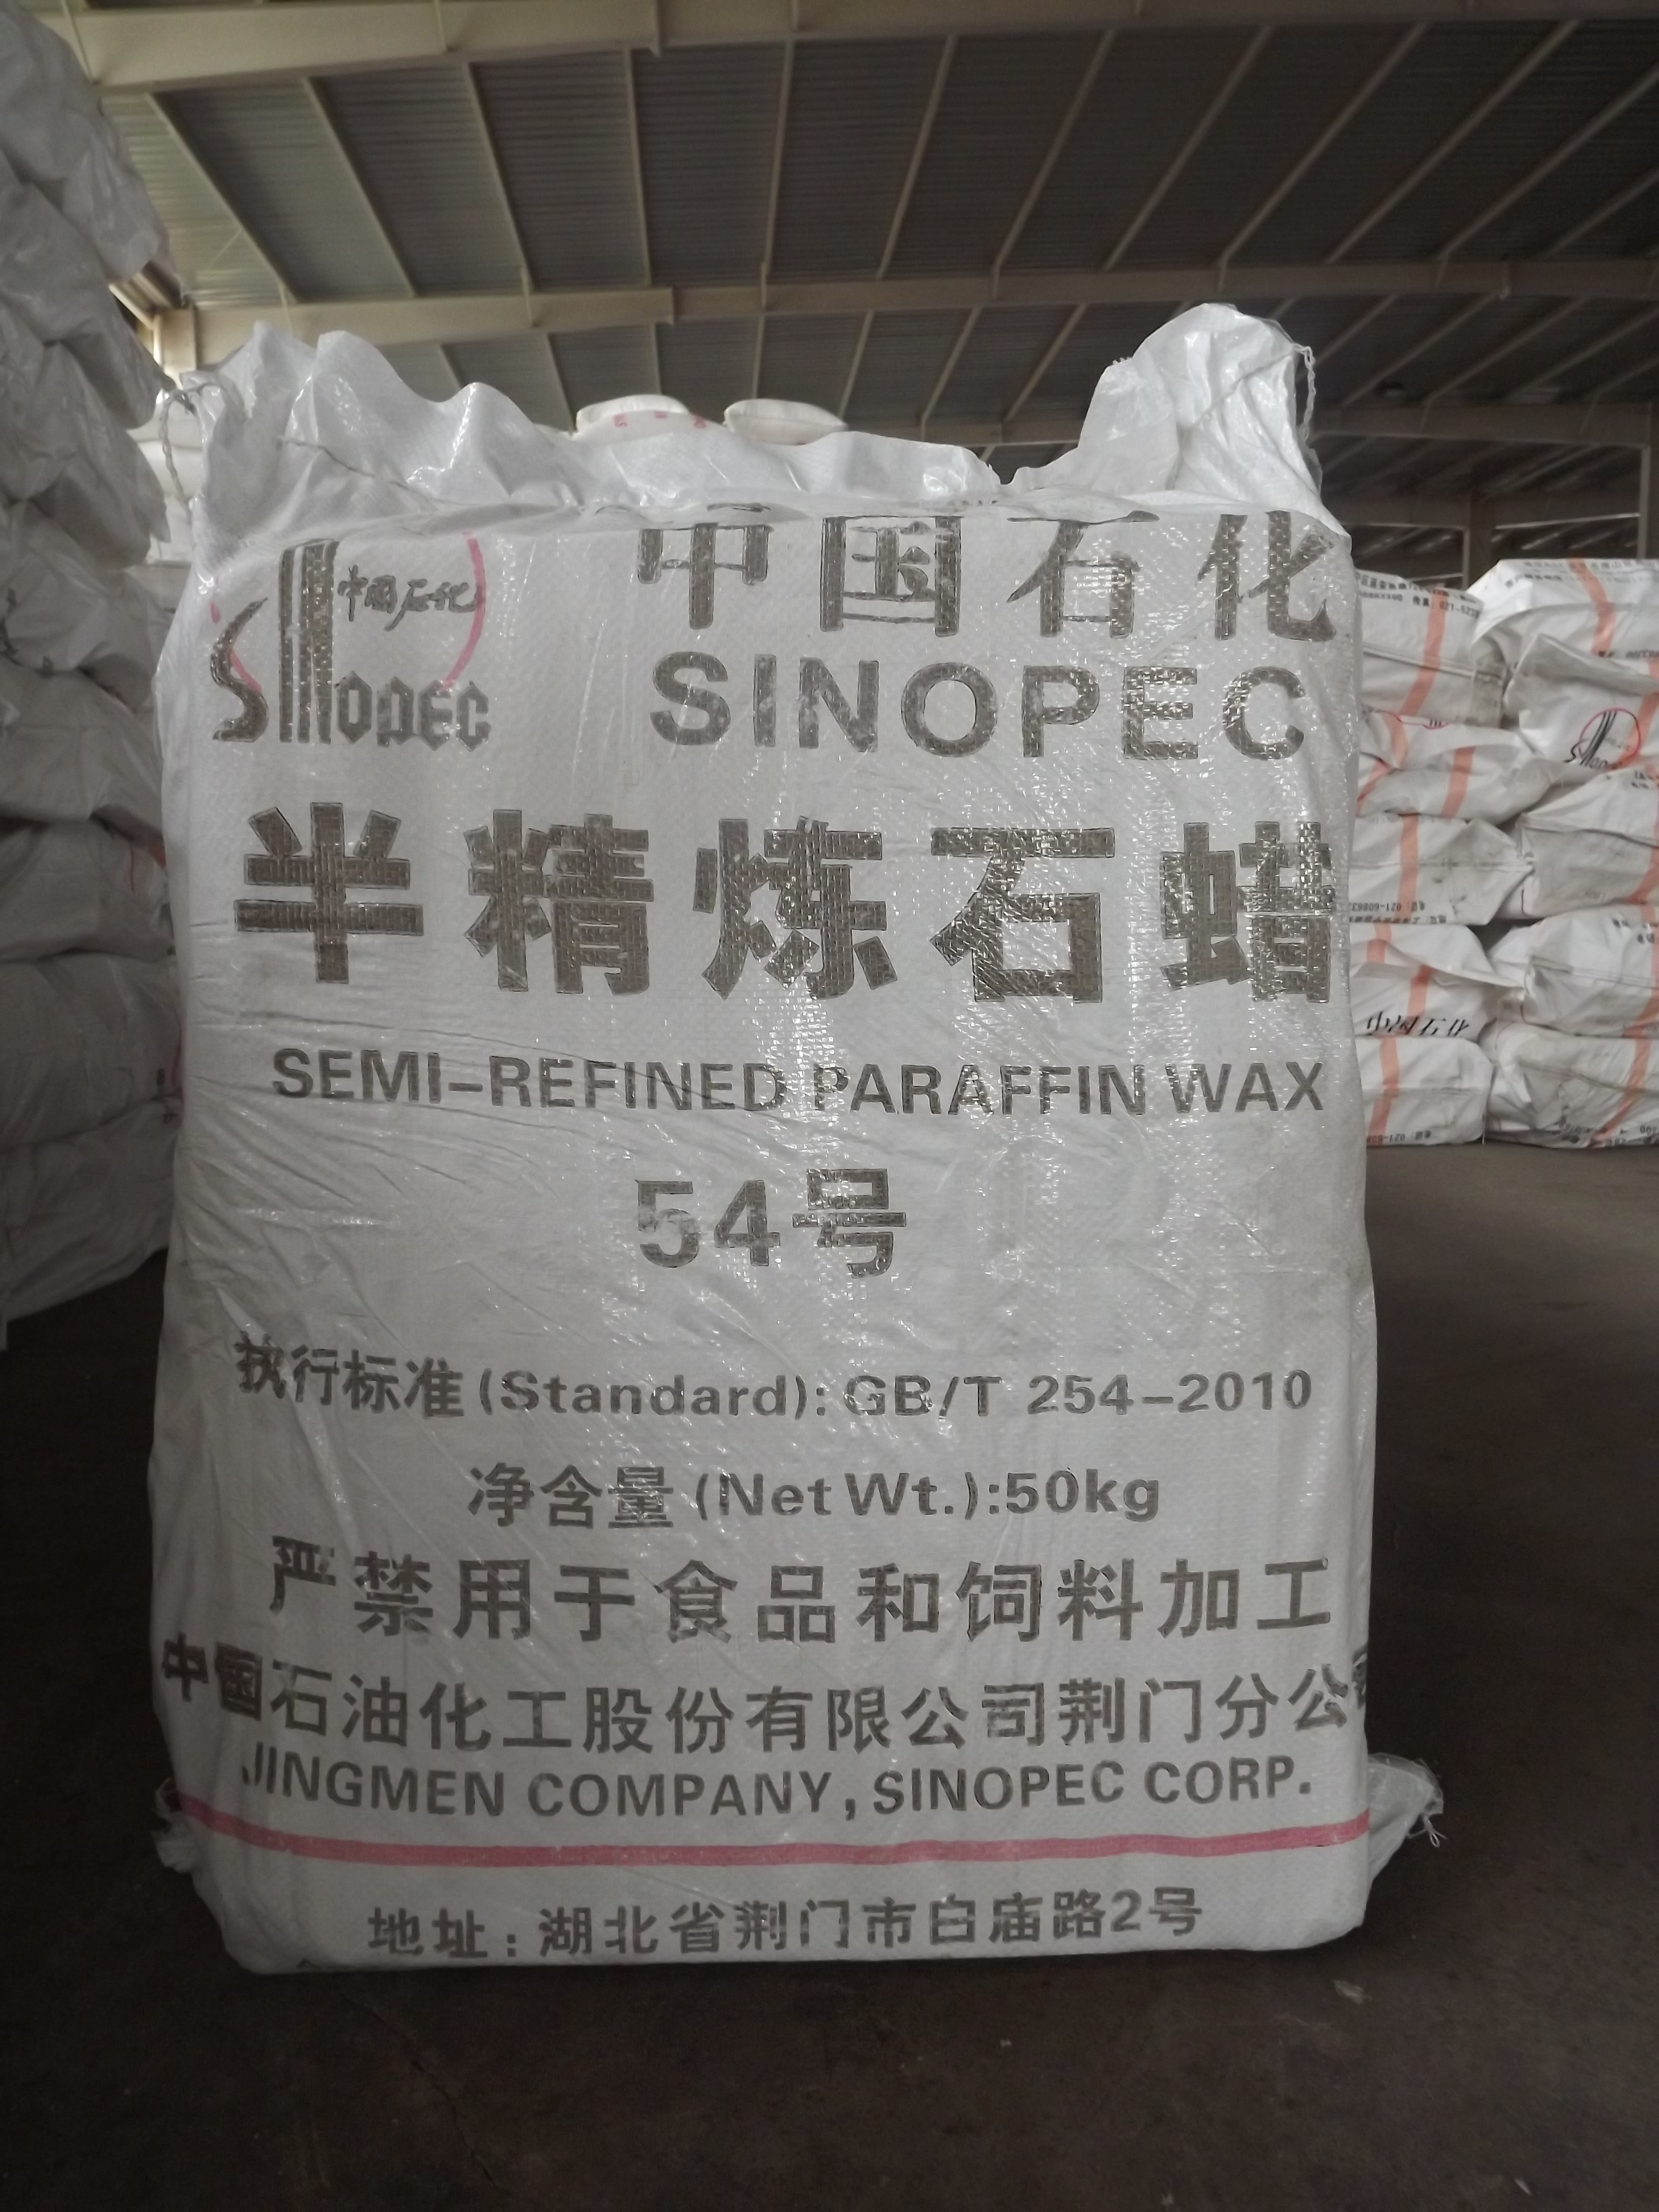 中国石化
中国石化
SINOPEC
SINOPEC
半精炼石蜡
SEMI-REFINED PARAFFIN WAX
54号
执行标准(Standard): GB/T 254-2010
净含量(Net Wt.):50kg
严禁用于食品和饲料加工
中国石油化工股份有限公司荆门分公司
JINGMEN COMPANY, SINOPEC CORP.
地址:湖北省荆门市白庙路2号
中国石化